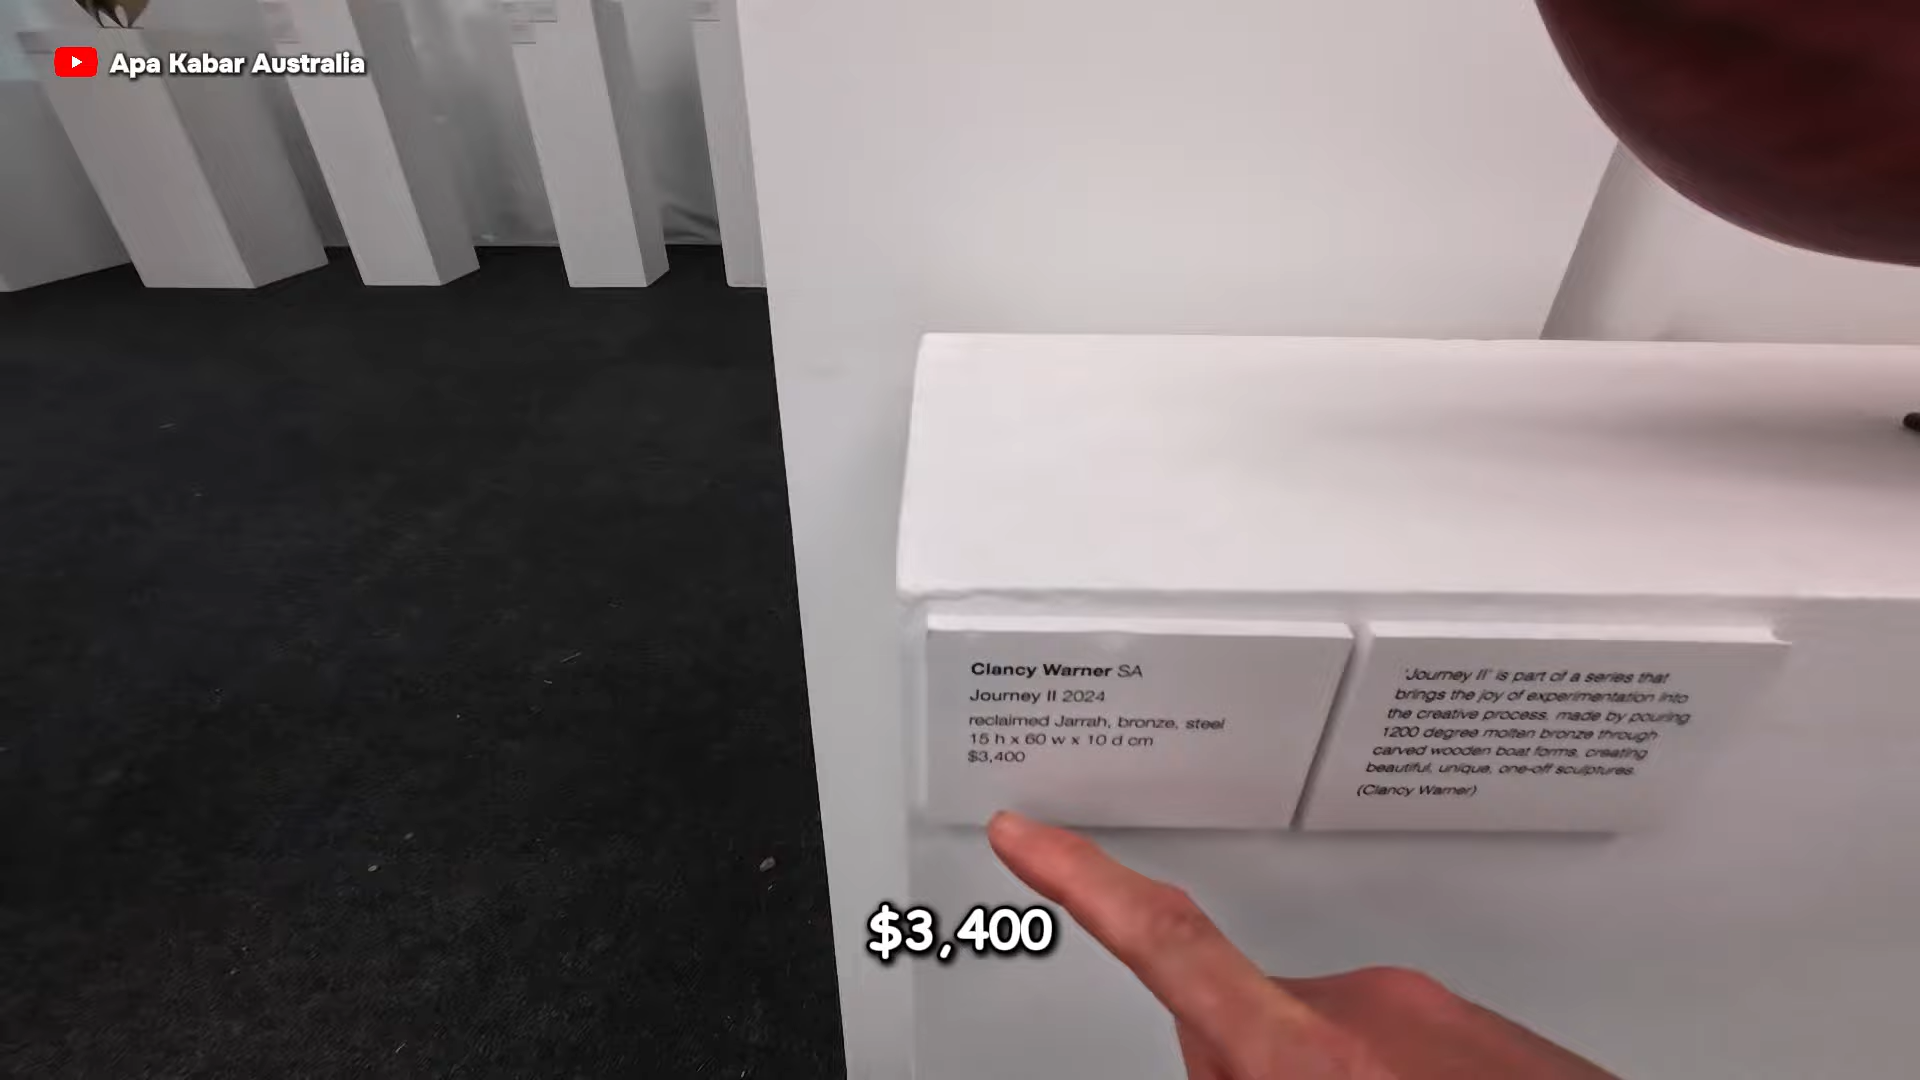 Apa Kabar Australia
Clancy Warner SA
Journey II 2024
reclaimed Jarrah, bronze, steel
15 h x 60 w x 10 d cm
$3,400
'Journey II' is part of a series that
brings the joy of experimentation into
the creative process, made by pouring
1200 degree molten bronze through
carved wooden boat forms, creating
beautiful, unique, one-off sculptures.
(Clancy Warner)
$3,400